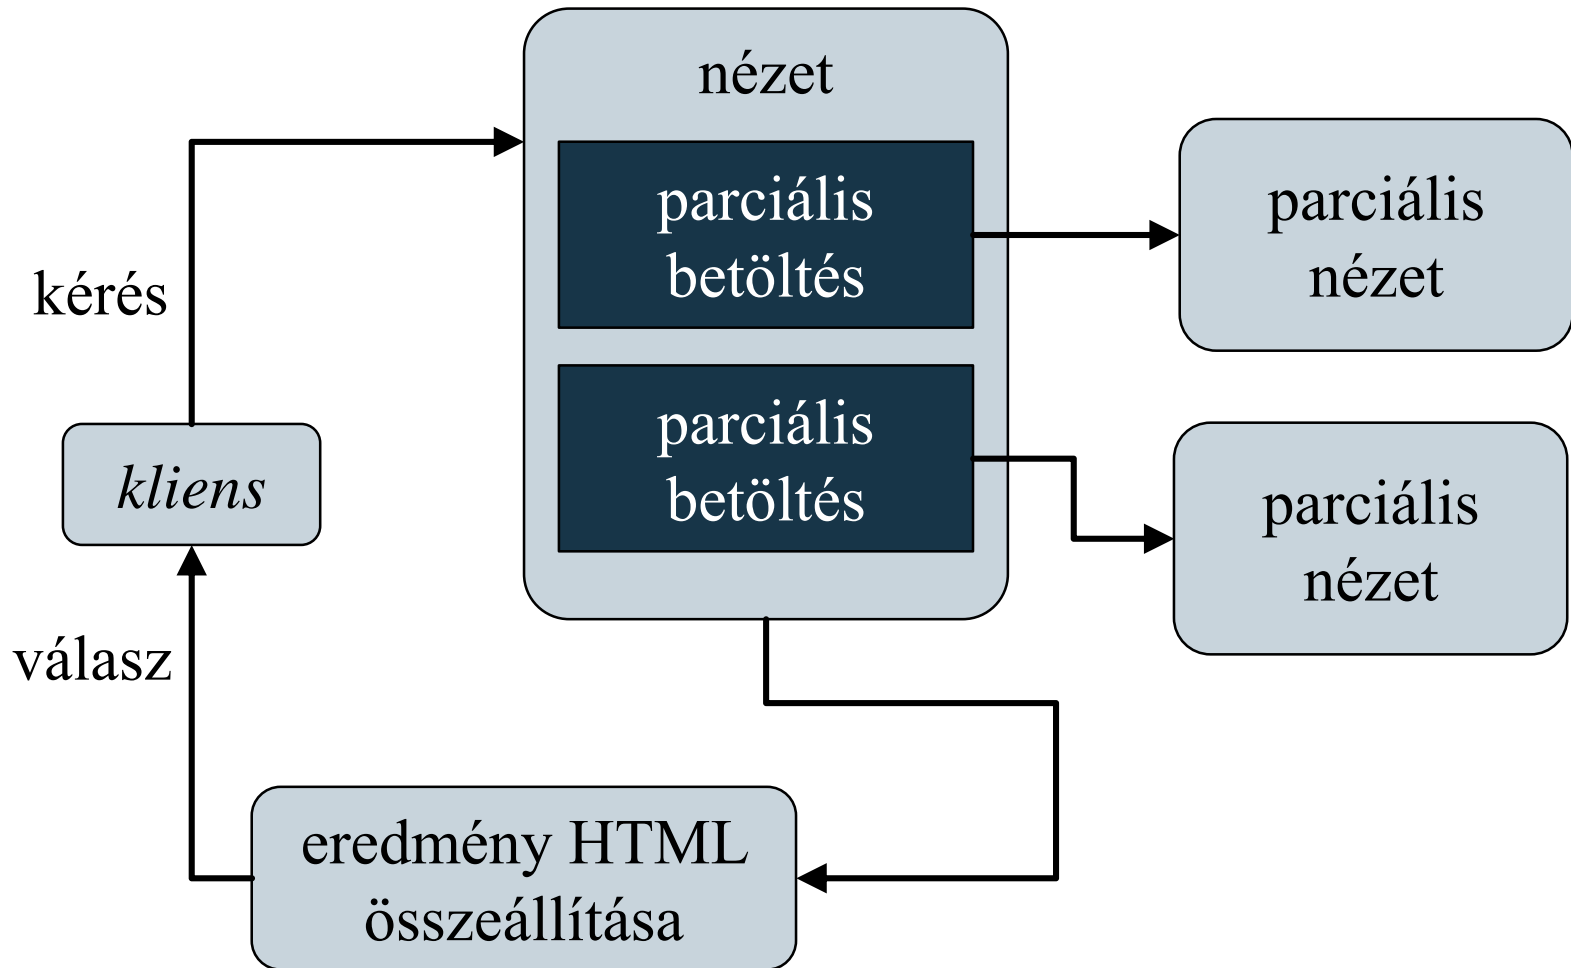 nézet
parciális
betöltés
parciális
nézet
kérés
parciális
betöltés
kliens
parciális
nézet
válasz
eredmény HTML
összeállítása